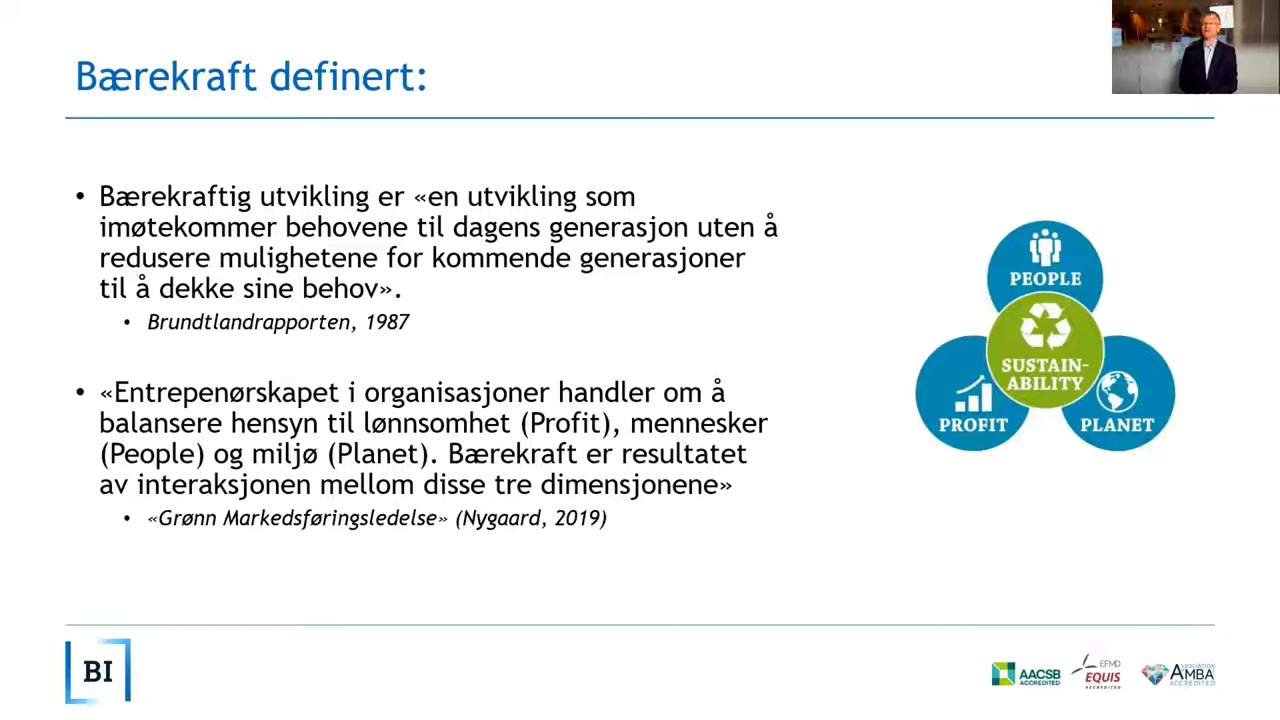 Bærekraft definert:
• Bærekraftig utvikling er «en utvikling som
imøtekommer behovene til dagens generasjon uten å
redusere mulighetene for kommende generasjoner
til å dekke sine behov».
• Brundtlandrapporten, 1987
• «Entrepenørskapet i organisasjoner handler om å
balansere hensyn til lønnsomhet (Profit), mennesker
(People) og miljø (Planet). Bærekraft er resultatet
av interaksjonen mellom disse tre dimensjonene»
• «Grønn Markedsføringsledelse» (Nygaard, 2019)
PEOPLE
SUSTAIN-
ABILITY
PROFIT
PLANET
BI
AACSB
ACCREDITED
EFMD
EQUIS
ACCREDITED
ASSOCIATION
AMBA
ACCREDITED